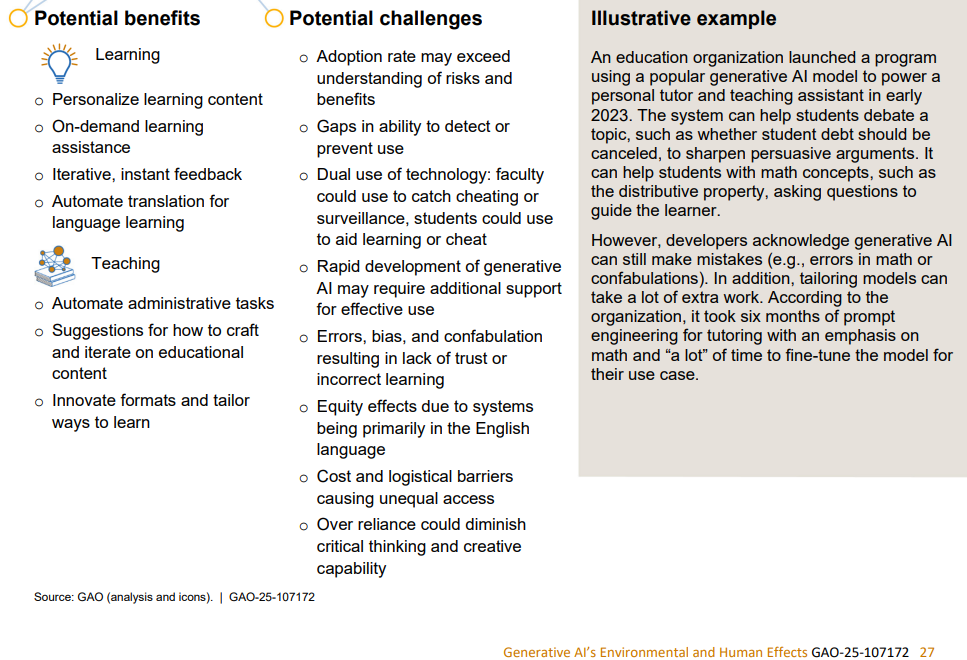 Potential benefits
Learning
○ Personalize learning content
○ On-demand learning
assistance
○ Iterative, instant feedback
○ Automate translation for
language learning
Teaching
○ Automate administrative tasks
○ Suggestions for how to craft
and iterate on educational
content
○ Innovate formats and tailor
ways to learn
Potential challenges
○ Adoption rate may exceed
understanding of risks and
benefits
○ Gaps in ability to detect or
prevent use
○ Dual use of technology: faculty
could use to catch cheating or
surveillance, students could use
to aid learning or cheat
○ Rapid development of generative
AI may require additional support
for effective use
○ Errors, bias, and confabulation
resulting in lack of trust or
incorrect learning
○ Equity effects due to systems
being primarily in the English
language
○ Cost and logistical barriers
causing unequal access
○ Over reliance could diminish
critical thinking and creative
capability
Illustrative example
An education organization launched a program
using a popular generative AI model to power a
personal tutor and teaching assistant in early
2023. The system can help students debate a
topic, such as whether student debt should be
canceled, to sharpen persuasive arguments. It
can help students with math concepts, such as
the distributive property, asking questions to
guide the learner.
However, developers acknowledge generative AI
can still make mistakes (e.g., errors in math or
confabulations). In addition, tailoring models can
take a lot of extra work. According to the
organization, it took six months of prompt
engineering for tutoring with an emphasis on
math and “a lot” of time to fine-tune the model for
their use case.
Source: GAO (analysis and icons). | GAO-25-107172
Generative AI’s Environmental and Human Effects GAO-25-107172 27